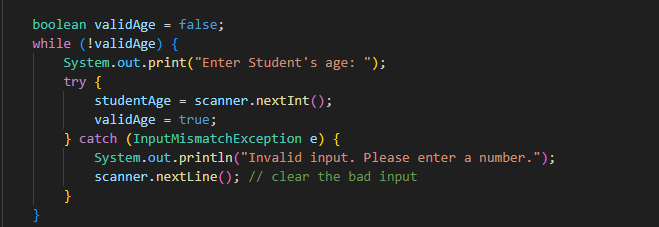 boolean validAge = false;
while (!validAge) {
    System.out.print("Enter Student's age: ");
    try {
        studentAge = scanner.nextInt();
        validAge = true;
    } catch (InputMismatchException e) {
        System.out.println("Invalid input. Please enter a number.");
        scanner.nextLine(); // clear the bad input
    }
}